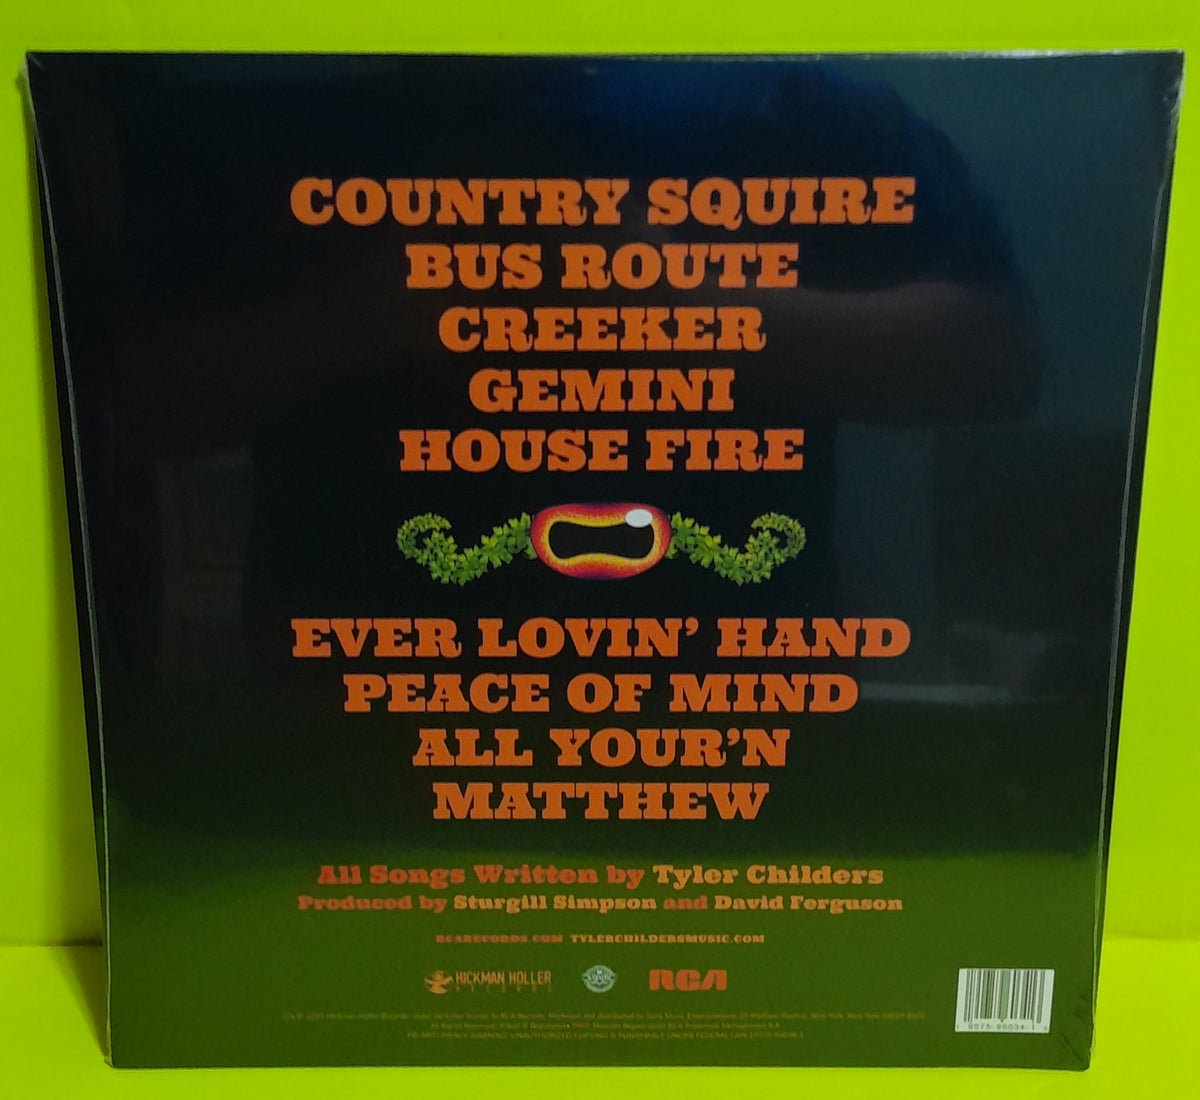 COUNTRY SQUIRE
BUS ROUTE
CREEKER
GEMINI
HOUSE FIRE
EVER LOVIN' HAND
PEACE OF MIND
ALL YOUR'N
MATTHEW
All Songs Written by Tyler Childers
Produced by Sturgill Simpson and David Ferguson
RCARECORDS.COM TYLERCHILDERSMUSIC.COM
HICKMAN HOLLER
RECORDS
RCA